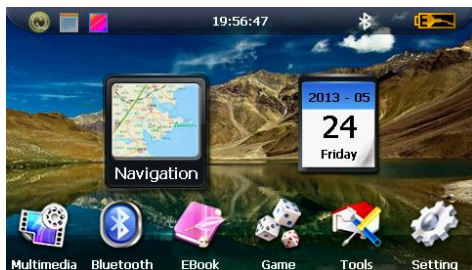 19:56:47
2013 - 05
24
Friday
Navigation
Multimedia Bluetooth EBook Game Tools Setting